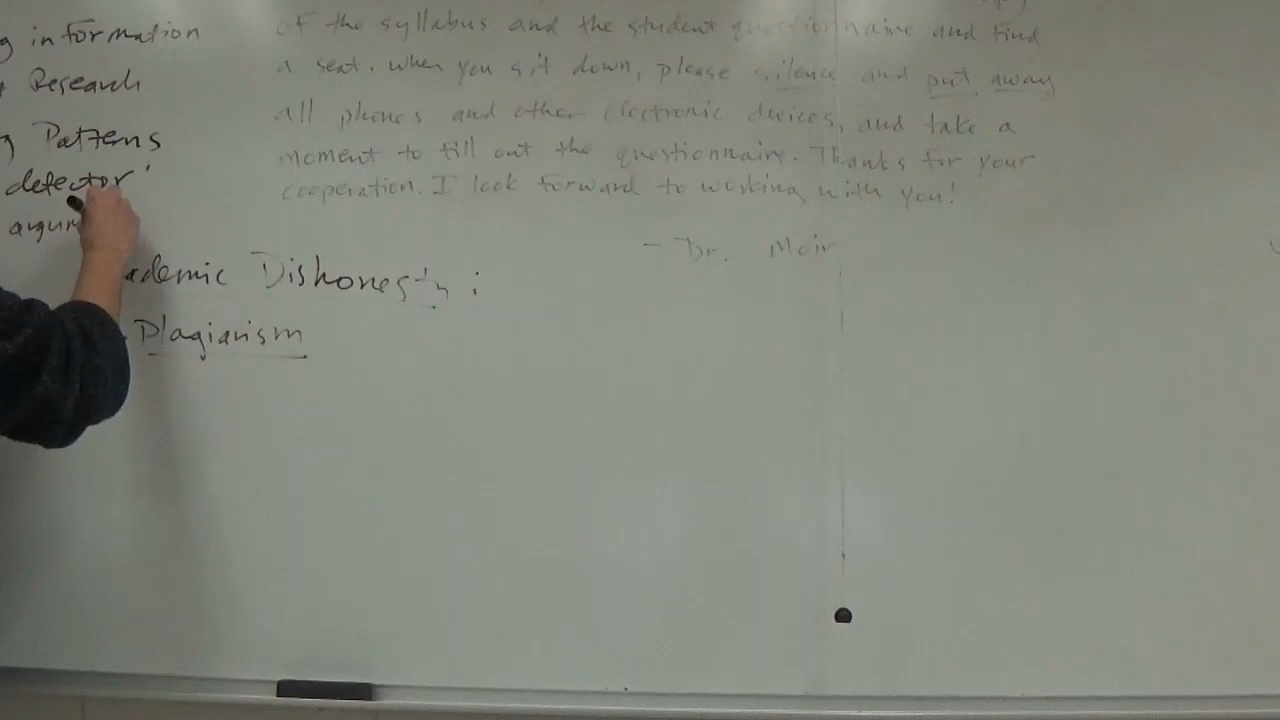 g information
Research
g Patterns
detector'
argum
of the syllabus and the student questionnaire and find
a seat. When you sit down, please silence and put away
all phones and other electronic devices, and take a
moment to fill out the questionnaire. Thanks for your
cooperation. I look forward to working with you!
- Dr. Moir
ademic Dishonesty :
Plagiarism